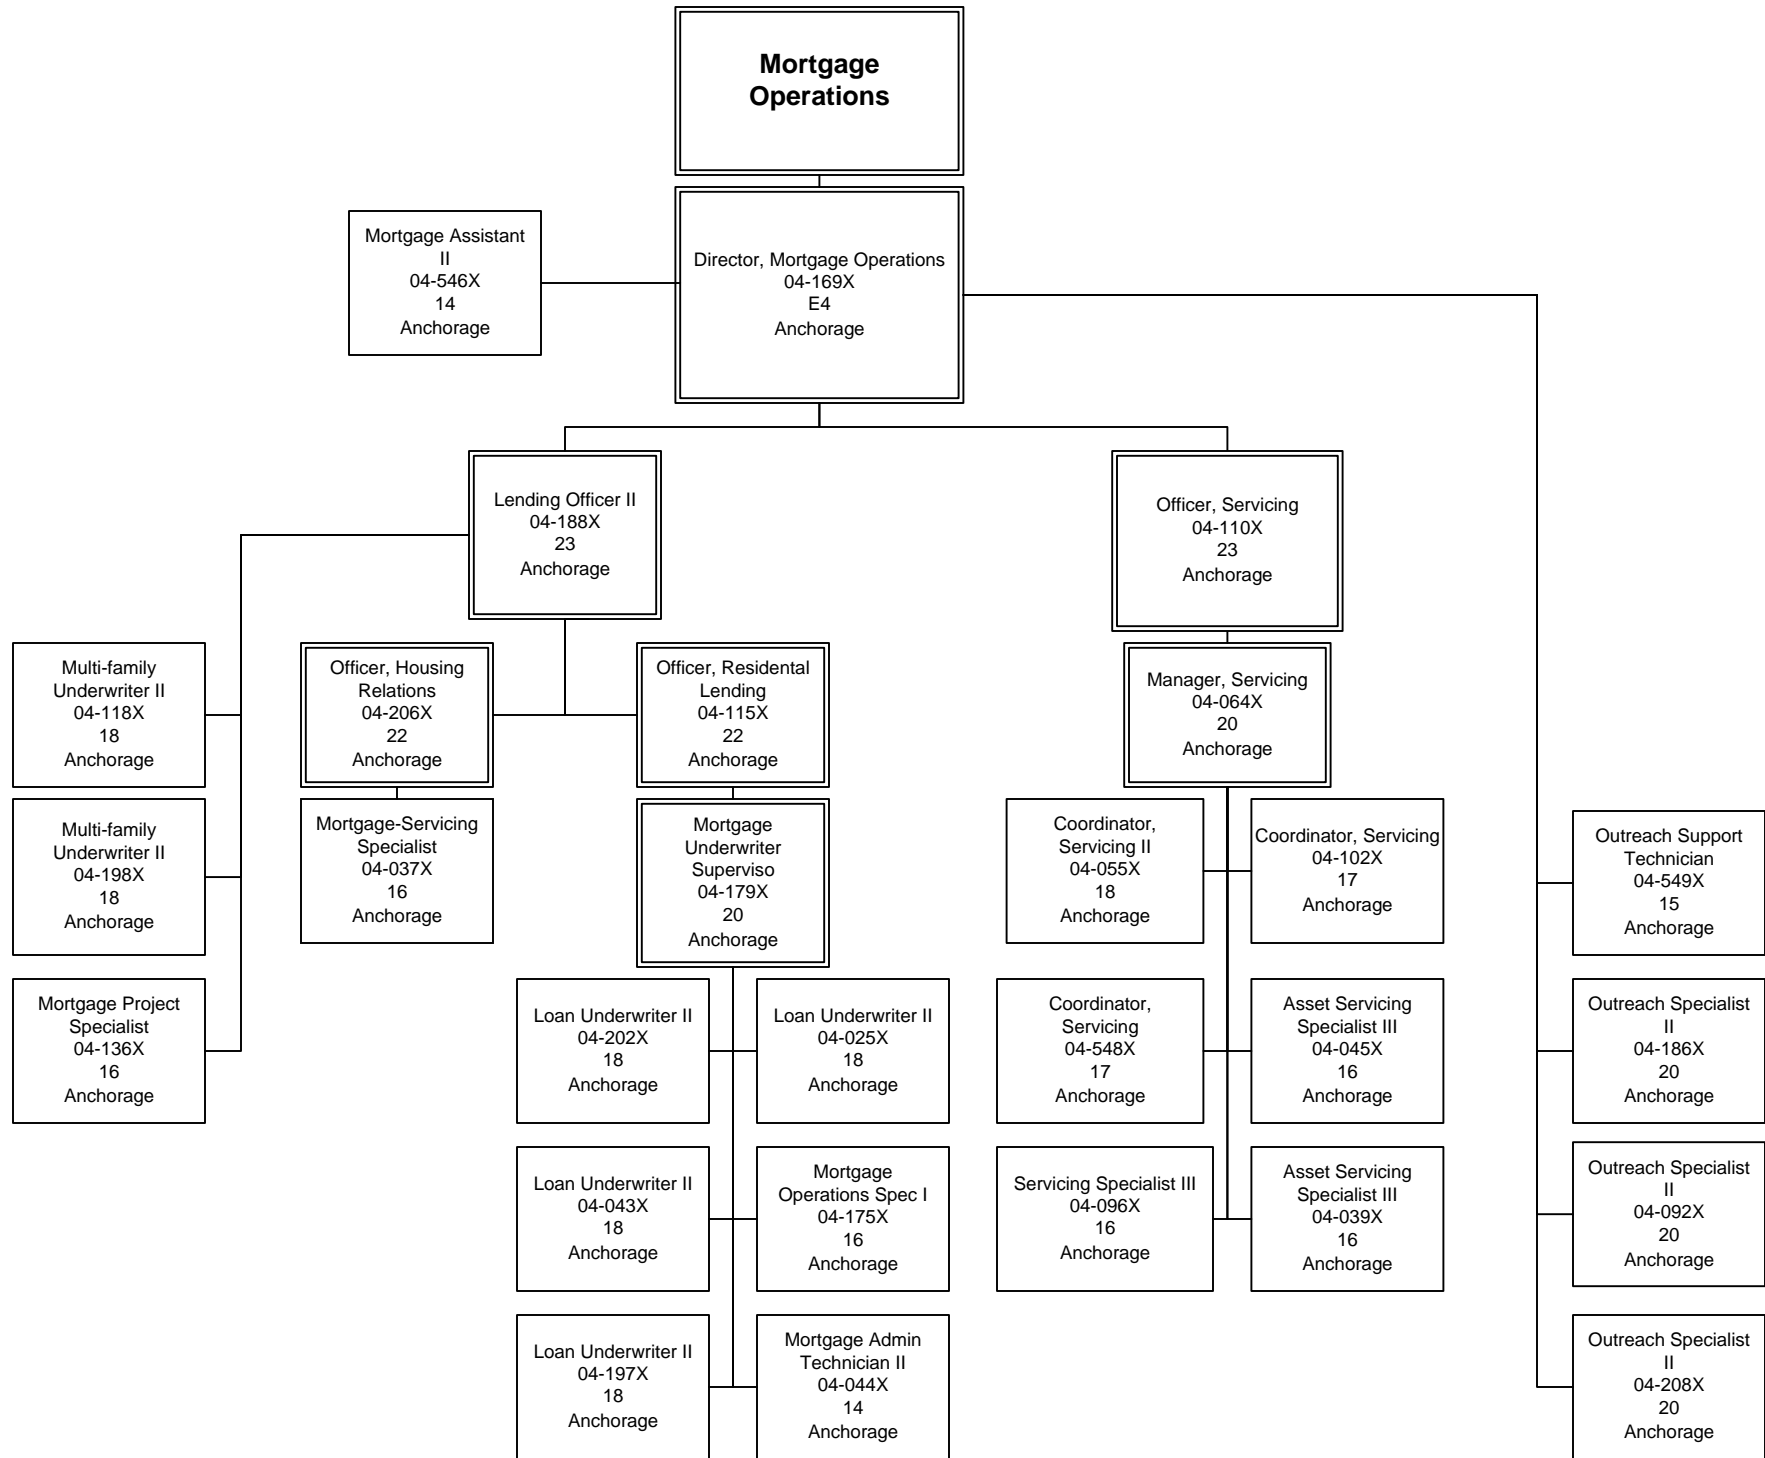 Mortgage
Operations
Mortgage Assistant
II
04-546X
14
Anchorage
Director, Mortgage Operations
04-169X
E4
Anchorage
Lending Officer II
04-188X
23
Anchorage
Officer, Servicing
04-110X
23
Anchorage
Multi-family
Underwriter II
04-118X
18
Anchorage
Officer, Housing
Relations
04-206X
22
Anchorage
Officer, Residental
Lending
04-115X
22
Anchorage
Manager, Servicing
04-064X
20
Anchorage
Multi-family
Underwriter II
04-198X
18
Anchorage
Mortgage-Servicing
Specialist
04-037X
16
Anchorage
Mortgage
Underwriter
Superviso
04-179X
20
Anchorage
Coordinator,
Servicing II
04-055X
18
Anchorage
Coordinator, Servicing
04-102X
17
Anchorage
Outreach Support
Technician
04-549X
15
Anchorage
Mortgage Project
Specialist
04-136X
16
Anchorage
Loan Underwriter II
04-202X
18
Anchorage
Loan Underwriter II
04-025X
18
Anchorage
Coordinator,
Servicing
04-548X
17
Anchorage
Asset Servicing
Specialist III
04-045X
16
Anchorage
Outreach Specialist
II
04-186X
20
Anchorage
Loan Underwriter II
04-043X
18
Anchorage
Mortgage
Operations Spec I
04-175X
16
Anchorage
Servicing Specialist III
04-096X
16
Anchorage
Asset Servicing
Specialist III
04-039X
16
Anchorage
Outreach Specialist
II
04-092X
20
Anchorage
Loan Underwriter II
04-197X
18
Anchorage
Mortgage Admin
Technician II
04-044X
14
Anchorage
Outreach Specialist
II
04-208X
20
Anchorage